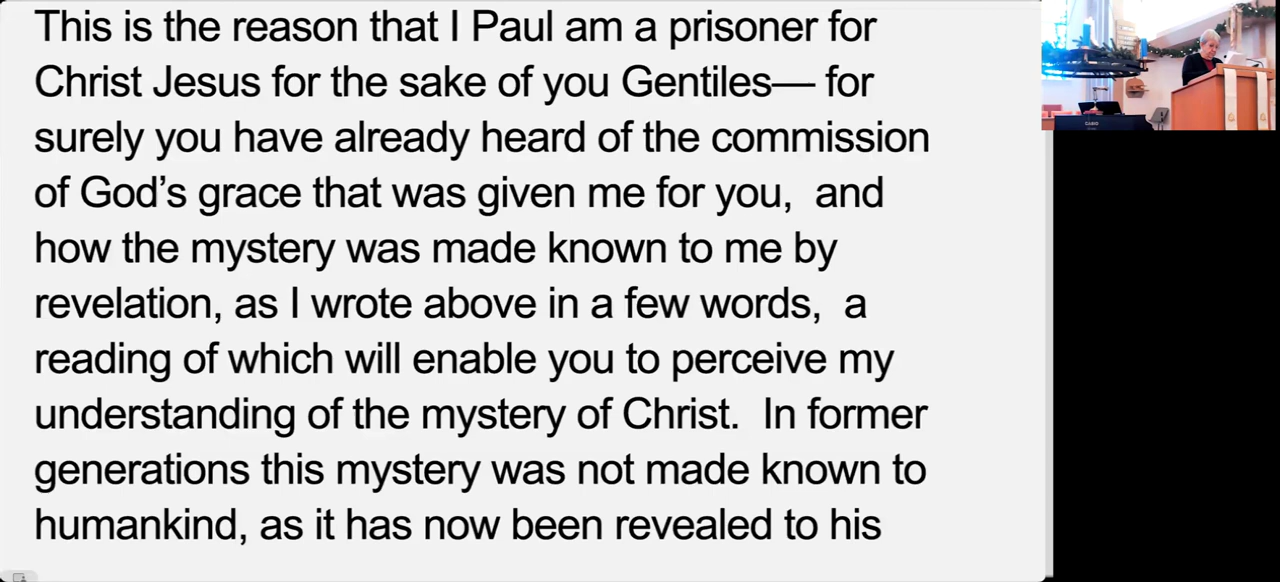 This is the reason that I Paul am a prisoner for
Christ Jesus for the sake of you Gentiles— for
surely you have already heard of the commission
of God’s grace that was given me for you,  and
how the mystery was made known to me by
revelation, as I wrote above in a few words,  a
reading of which will enable you to perceive my
understanding of the mystery of Christ.  In former
generations this mystery was not made known to
humankind, as it has now been revealed to his
CASIO